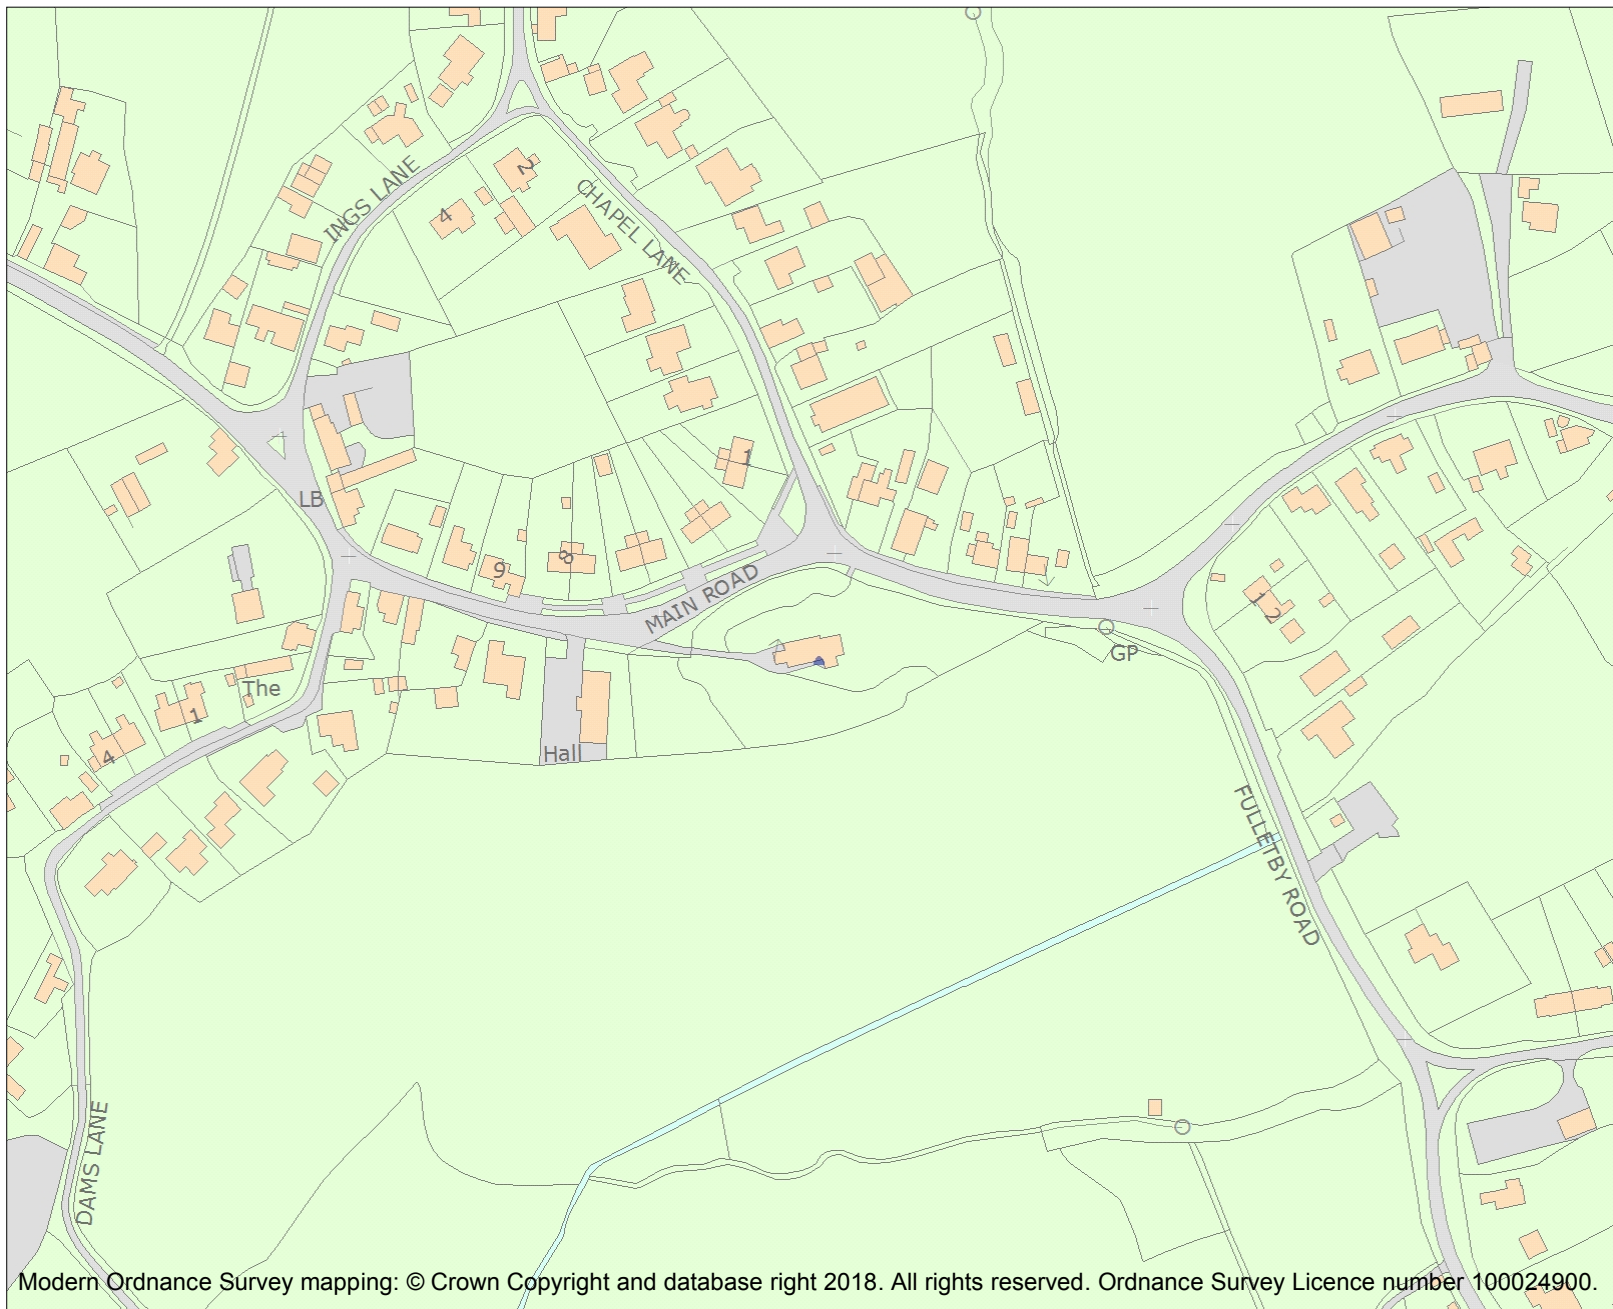 2
INGS LANE
4
CHAPEL LANE
1
LB
9
8
MAIN ROAD
1
2
GP
The
1
4
Hall
FULLETBY ROAD
DAMS LANE
Modern Ordnance Survey mapping: © Crown Copyright and database right 2018. All rights reserved. Ordnance Survey Licence number 100024900.